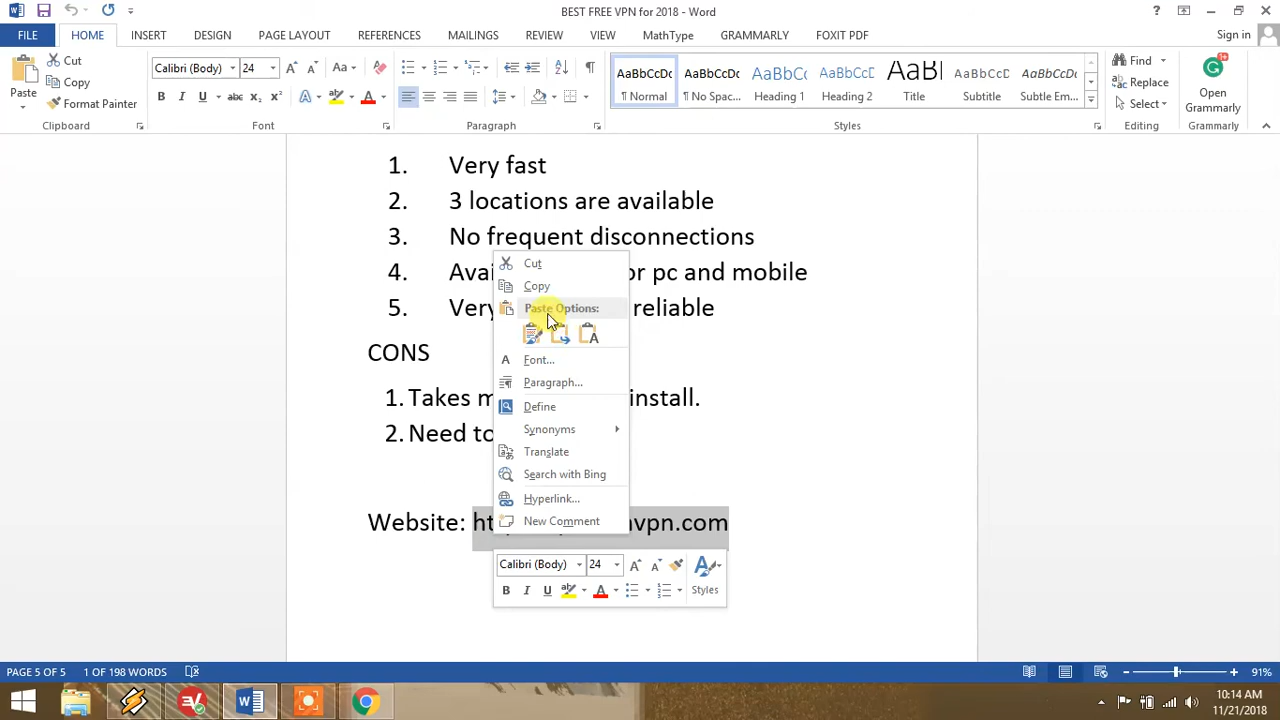 BEST FREE VPN for 2018 - Word
FILE HOME INSERT DESIGN PAGE LAYOUT REFERENCES MAILINGS REVIEW VIEW MathType GRAMMARLY FOXIT PDF Sign in
Paste
Cut
Copy
Format Painter
Clipboard
Calibri (Body) 24
Font
Paragraph
AaBbCcDc AaBbCcDc AaBbCc AaBbCcD AaBl AaBbCcD AaBbCcDc
¶ Normal ¶ No Spac... Heading 1 Heading 2 Title Subtitle Subtle Em...
Styles
Find
Replace
Select
Editing
Open
Grammarly
Grammarly
1. Very fast
2. 3 locations are available
3. No frequent disconnections
4. Avai or pc and mobile
5. Very reliable
CONS
1. Takes m install.
2. Need to
Website: ht vpn.com
Cut
Copy
Paste Options:
Font...
Paragraph...
Define
Synonyms
Translate
Search with Bing
Hyperlink...
New Comment
Calibri (Body) 24
B I U
Styles
PAGE 5 OF 5 1 OF 198 WORDS 91%
10:14 AM
11/21/2018